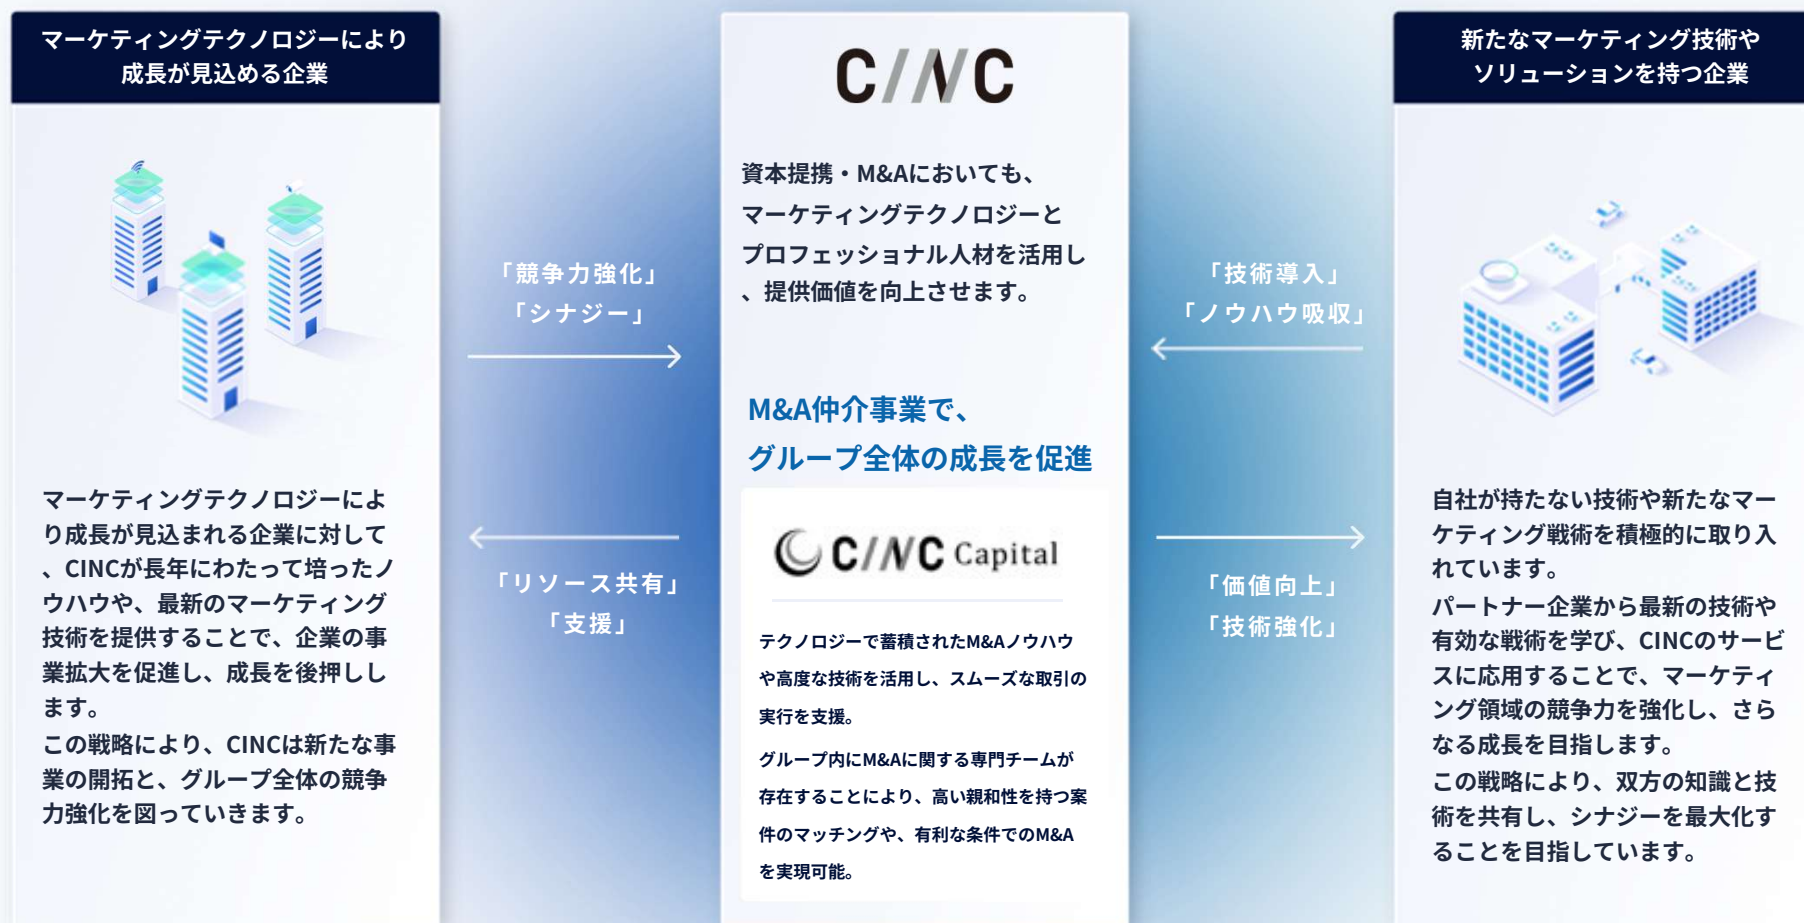 マーケティングテクノロジーにより
成長が見込める企業
マーケティングテクノロジーによ
り成長が見込まれる企業に対して
、CINCが長年にわたって培ったノ
ウハウや、最新のマーケティング
技術を提供することで、企業の事
業拡大を促進し、成長を後押しし
ます。
この戦略により、CINCは新たな事
業の開拓と、グループ全体の競争
力強化を図っていきます。
「競争力強化」
「シナジー」
「リソース共有」
「支援」
CINC
資本提携・M&Aにおいても、
マーケティングテクノロジーと
プロフェッショナル人材を活用し
、提供価値を向上させます。
M&A仲介事業で、
グループ全体の成長を促進
CINC Capital
テクノロジーで蓄積されたM&Aノウハウ
や高度な技術を活用し、スムーズな取引の
実行を支援。
グループ内にM&Aに関する専門チームが
存在することにより、高い親和性を持つ案
件のマッチングや、有利な条件でのM&A
を実現可能。
「技術導入」
「ノウハウ吸収」
「価値向上」
「技術強化」
新たなマーケティング技術や
ソリューションを持つ企業
自社が持たない技術や新たなマー
ケティング戦術を積極的に取り入
れています。
パートナー企業から最新の技術や
有効な戦術を学び、CINCのサービ
スに応用することで、マーケティ
ング領域の競争力を強化し、さら
なる成長を目指します。
この戦略により、双方の知識と技
術を共有し、シナジーを最大化す
ることを目指しています。